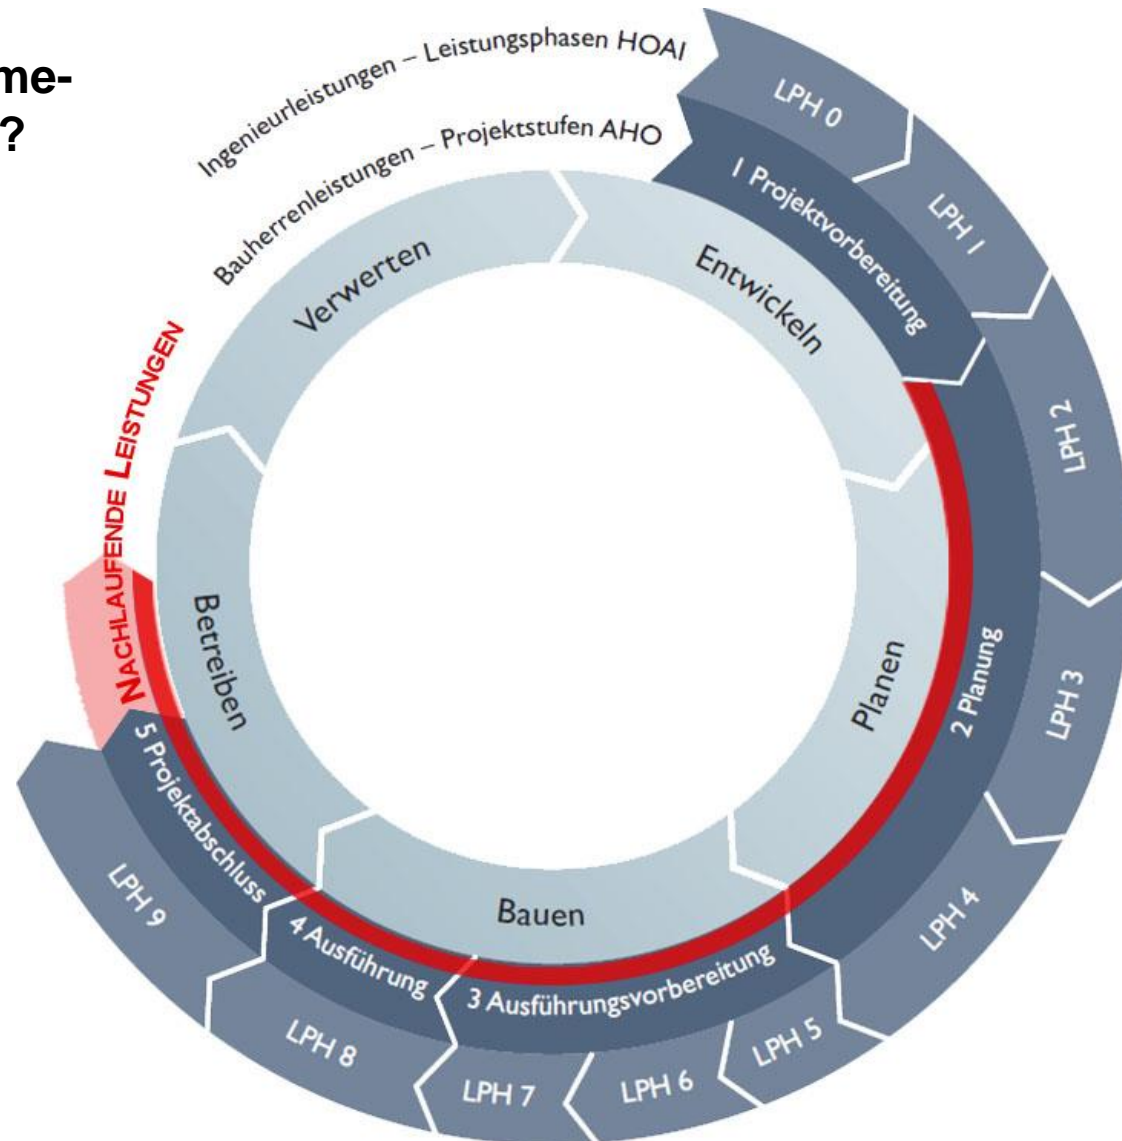 me-
?
Ingenieurleistungen – Leistungsphasen HOAI
Bauherrenleistungen – Projektstufen AHO
LPH 0
LPH 1
LPH 2
LPH 3
LPH 4
LPH 5
LPH 6
LPH 7
LPH 8
LPH 9
1 Projektvorbereitung
2 Planung
3 Ausführungsvorbereitung
4 Ausführung
5 Projektabschluss
NACHLAUFENDE LEISTUNGEN
Entwickeln
Planen
Bauen
Betreiben
Verwerten